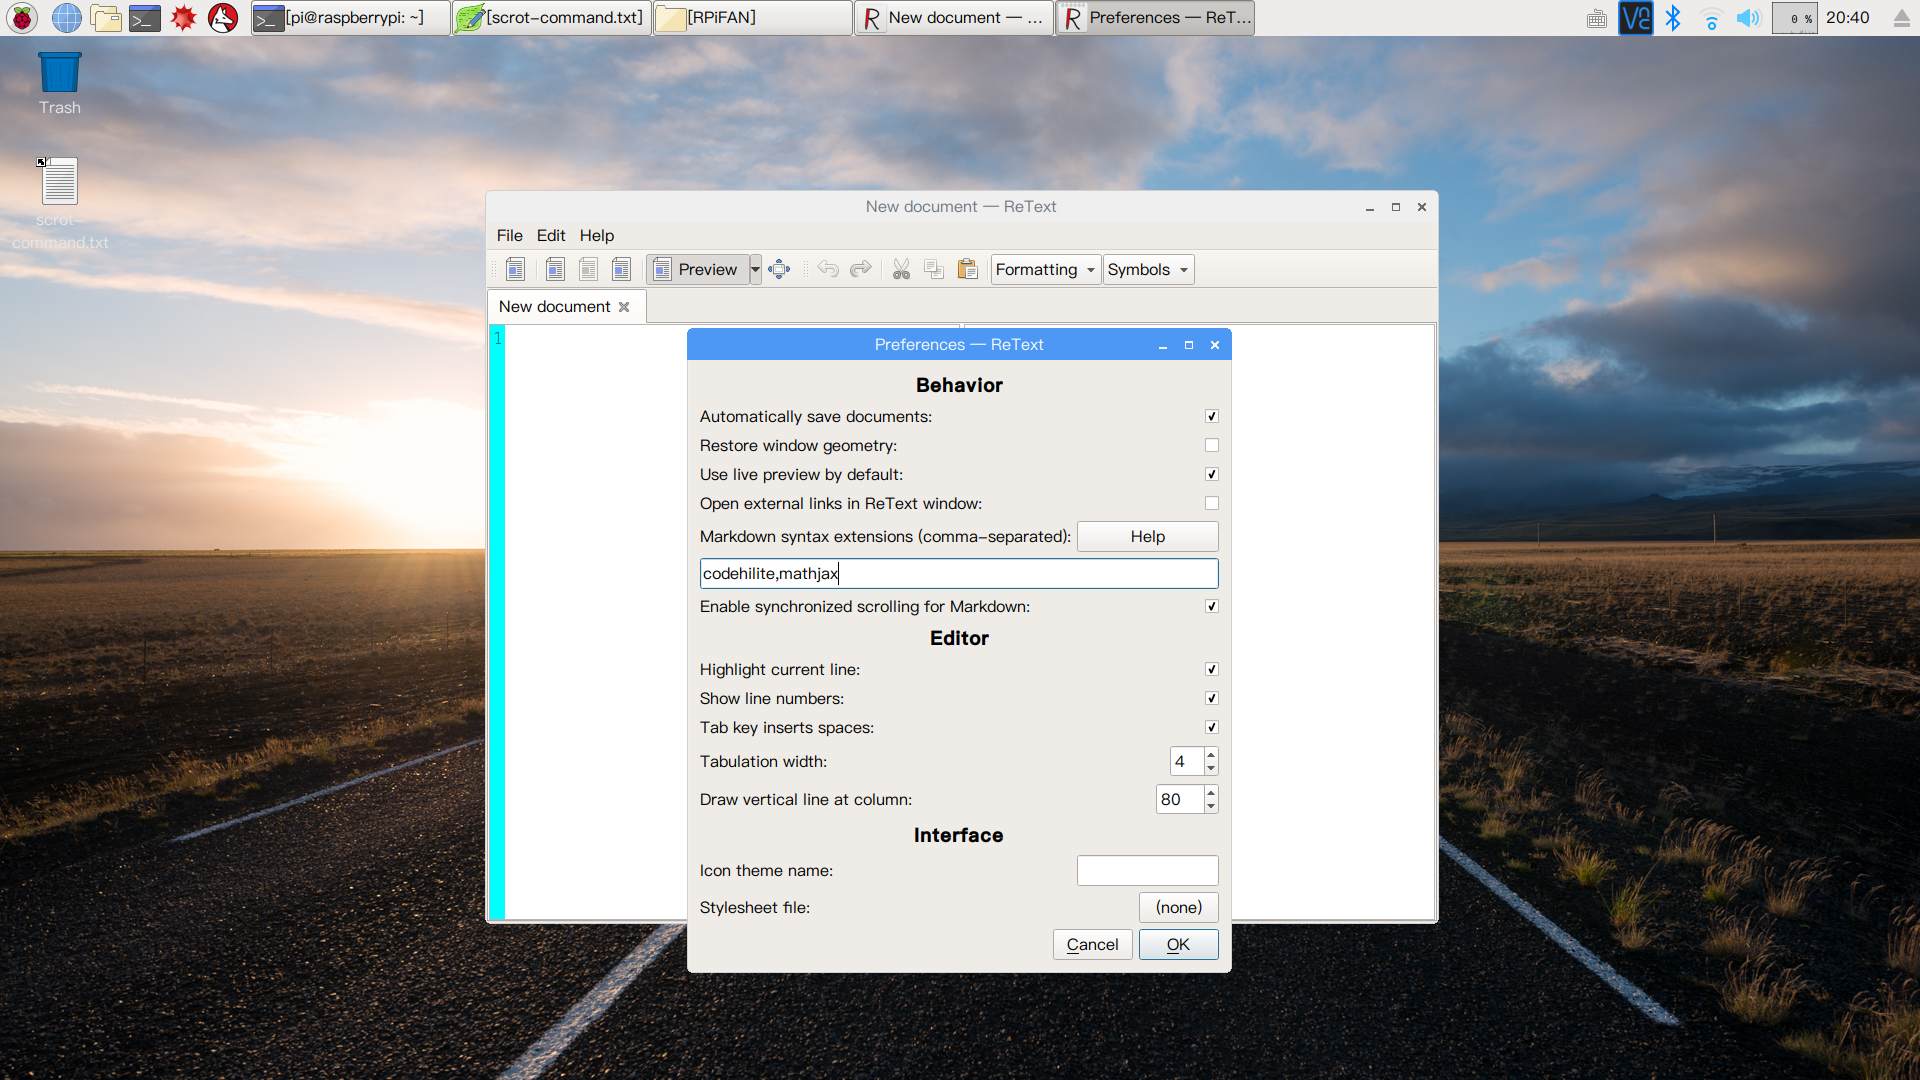 [pi@raspberrypi: ~]
[scrot-command.txt]
[RPiFAN]
New document — ...
Preferences — ReT...
0 %
20:40
Trash
scrot-
command.txt
New document — ReText
File Edit Help
Preview
Formatting
Symbols
New document
1
Preferences — ReText
Behavior
Automatically save documents:
Restore window geometry:
Use live preview by default:
Open external links in ReText window:
Markdown syntax extensions (comma-separated): Help
codehilite,mathjax
Enable synchronized scrolling for Markdown:
Editor
Highlight current line:
Show line numbers:
Tab key inserts spaces:
Tabulation width: 4
Draw vertical line at column: 80
Interface
Icon theme name:
Stylesheet file: (none)
Cancel OK